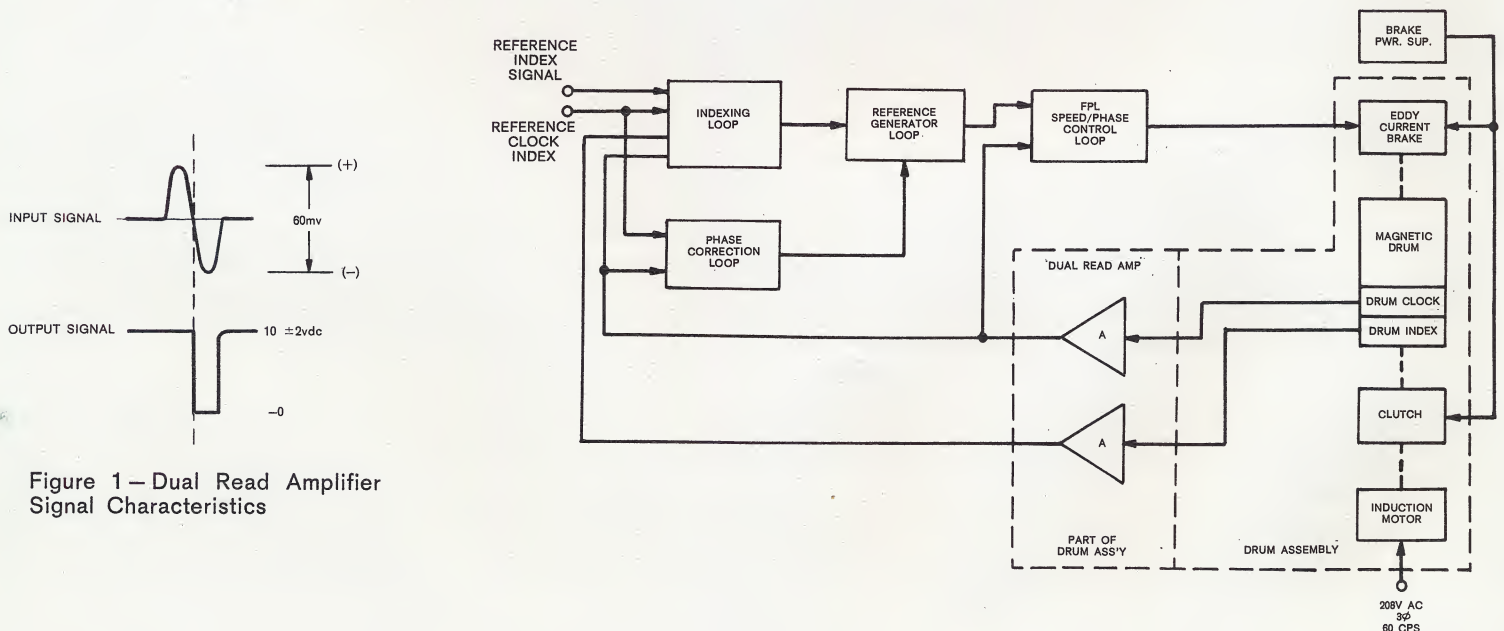 INPUT SIGNAL
(+)
60mv
(−)
OUTPUT SIGNAL
10 ±2vdc
−0
Figure 1 — Dual Read Amplifier
Signal Characteristics
REFERENCE
INDEX
SIGNAL
REFERENCE
CLOCK
INDEX
INDEXING
LOOP
REFERENCE
GENERATOR
LOOP
FPL
SPEED/PHASE
CONTROL
LOOP
PHASE
CORRECTION
LOOP
BRAKE
PWR. SUP.
EDDY
CURRENT
BRAKE
MAGNETIC
DRUM
DRUM CLOCK
DRUM INDEX
CLUTCH
INDUCTION
MOTOR
DUAL READ AMP
A
A
PART OF
DRUM ASS'Y
DRUM ASSEMBLY
208V AC
3Ø
60 CPS